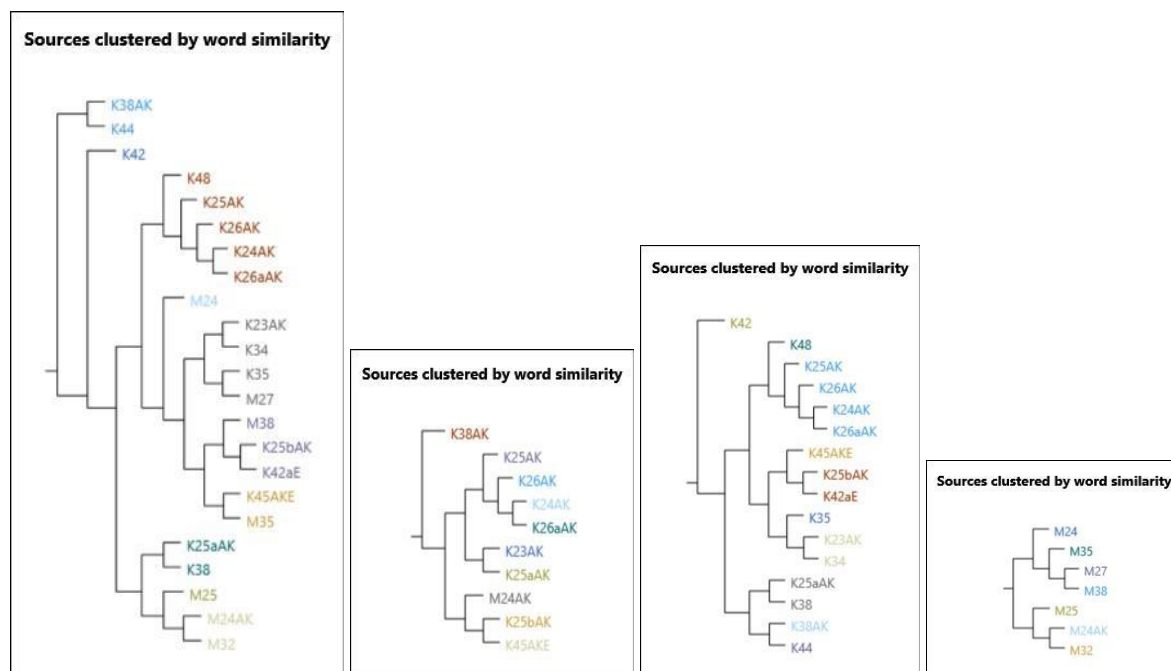 Sources clustered by word similarity
K38AK
K44
K42
K48
K25AK
K26AK
K24AK
K26aAK
M24
K23AK
K34
K35
M27
M38
K25bAK
K42aE
K45AKE
M35
K25aAK
K38
M25
M24AK
M32
Sources clustered by word similarity
K38AK
K25AK
K26AK
K24AK
K26aAK
K23AK
K25aAK
M24AK
K25bAK
K45AKE
Sources clustered by word similarity
K42
K48
K25AK
K26AK
K24AK
K26aAK
K45AKE
K25bAK
K42aE
K35
K23AK
K34
K25aAK
K38
K38AK
K44
Sources clustered by word similarity
M24
M35
M27
M38
M25
M24AK
M32